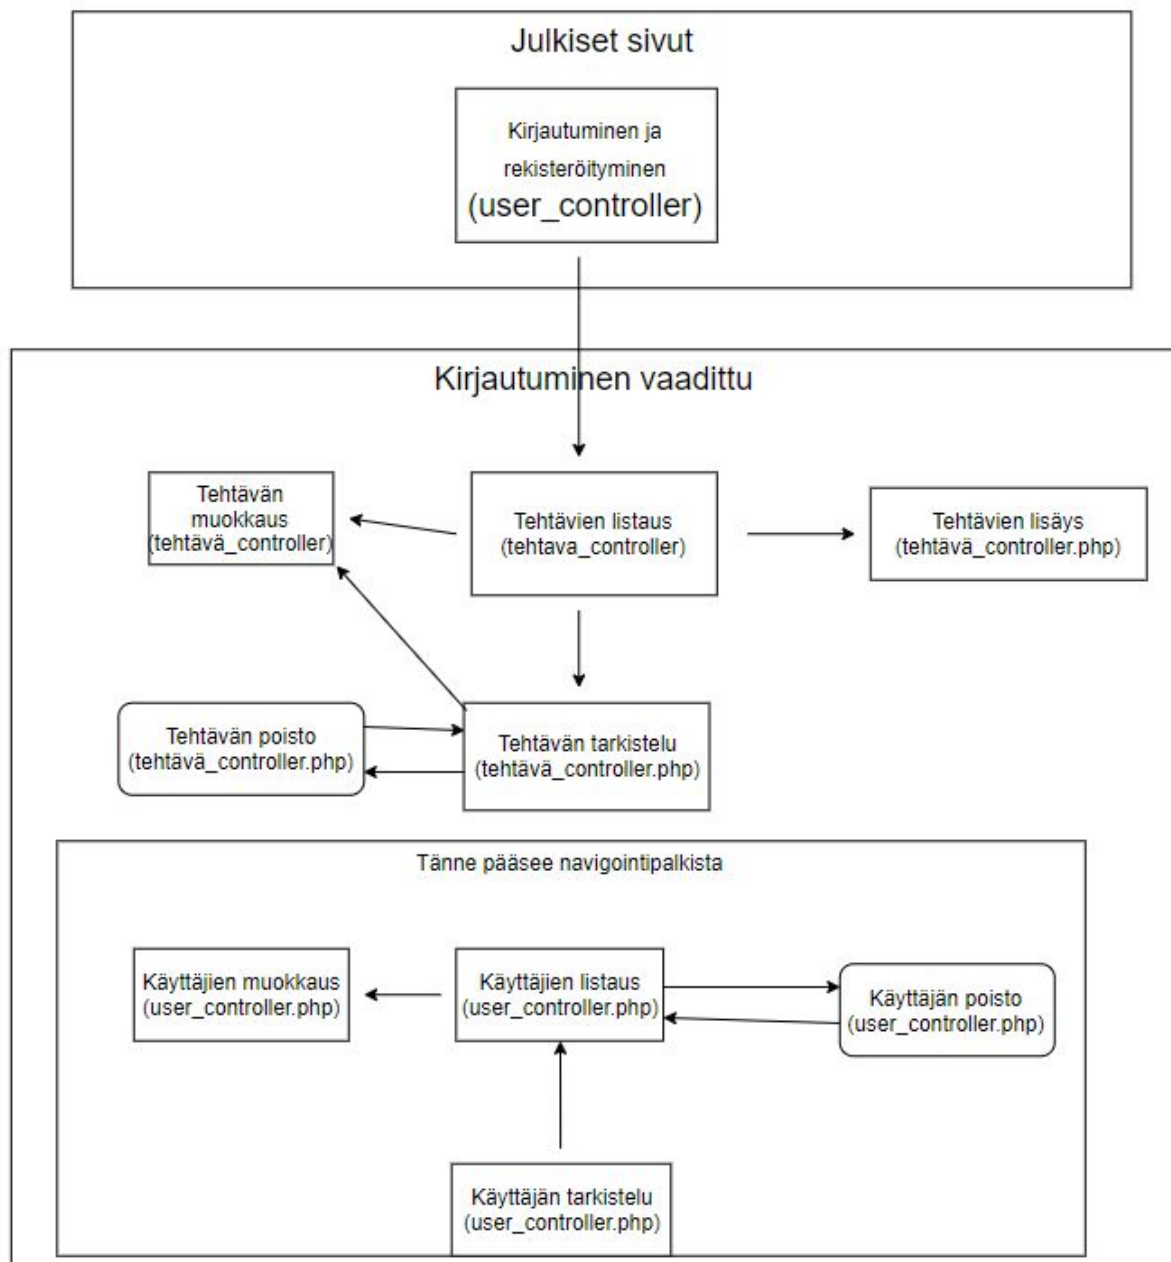 Julkiset sivut
Kirjautuminen ja
rekisteröityminen
(user_controller)
Kirjautuminen vaadittu
Tehtävän
muokkaus
(tehtävä_controller)
Tehtävien listaus
(tehtava_controller)
Tehtävien lisäys
(tehtävä_controller.php)
Tehtävän poisto
(tehtävä_controller.php)
Tehtävän tarkistelu
(tehtävä_controller.php)
Tänne pääsee navigointipalkista
Käyttäjien muokkaus
(user_controller.php)
Käyttäjien listaus
(user_controller.php)
Käyttäjän poisto
(user_controller.php)
Käyttäjän tarkistelu
(user_controller.php)